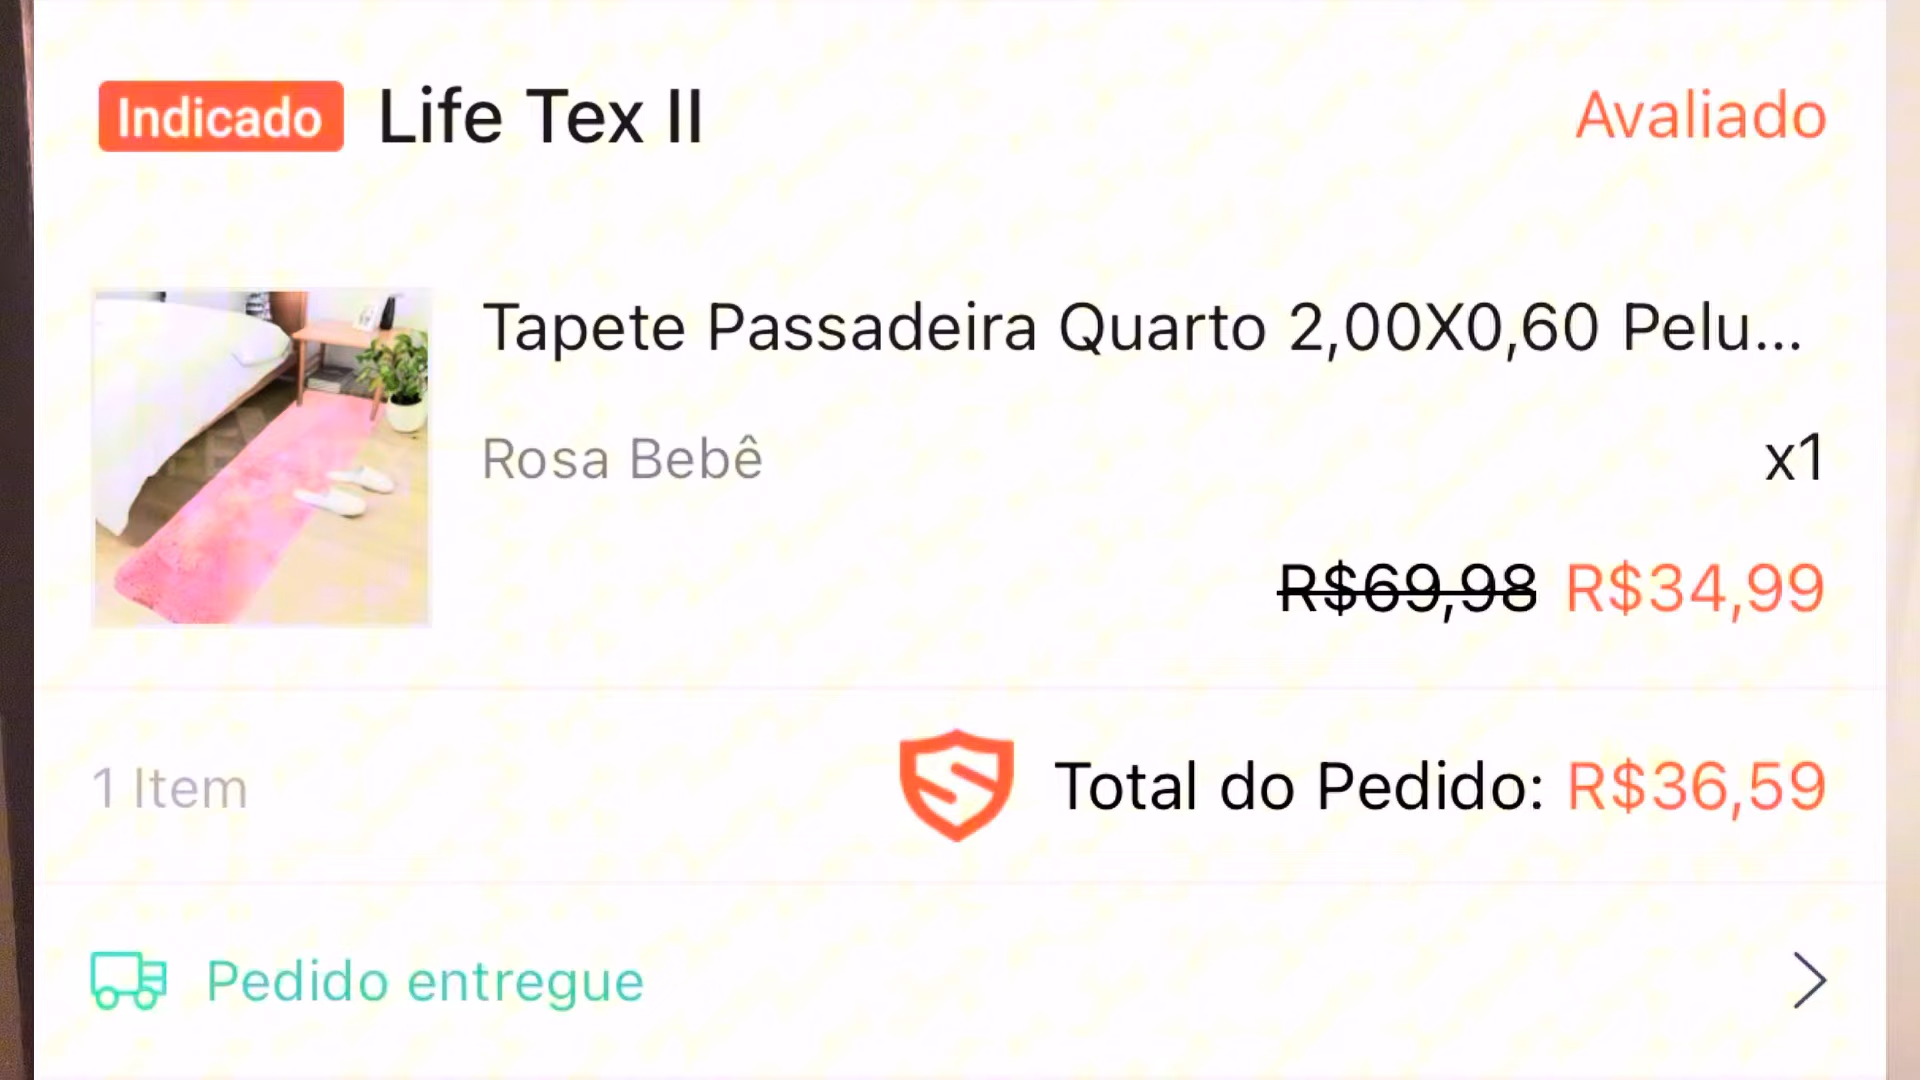 Indicado Life Tex II Avaliado
Tapete Passadeira Quarto 2,00X0,60 Pelu...
Rosa Bebê x1
R$69,98 R$34,99
1 Item Total do Pedido: R$36,59
Pedido entregue